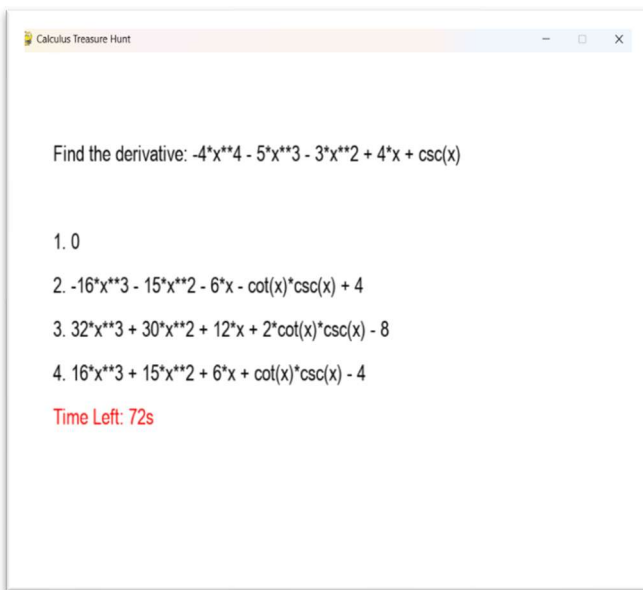 Calculus Treasure Hunt
Find the derivative: -4*x**4 - 5*x**3 - 3*x**2 + 4*x + csc(x)
1. 0
2. -16*x**3 - 15*x**2 - 6*x - cot(x)*csc(x) + 4
3. 32*x**3 + 30*x**2 + 12*x + 2*cot(x)*csc(x) - 8
4. 16*x**3 + 15*x**2 + 6*x + cot(x)*csc(x) - 4
Time Left: 72s